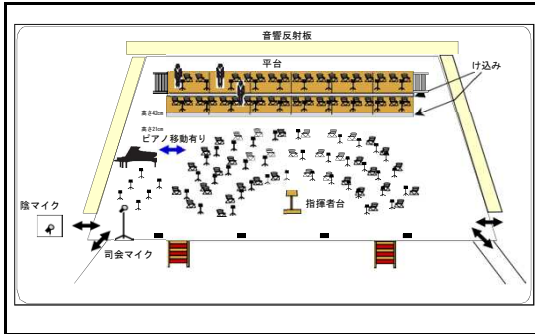 音響反射板
平台
けこみ
高さ42cm
高さ21cm
ピアノ移動有り
陰マイク
指揮者台
司会マイク